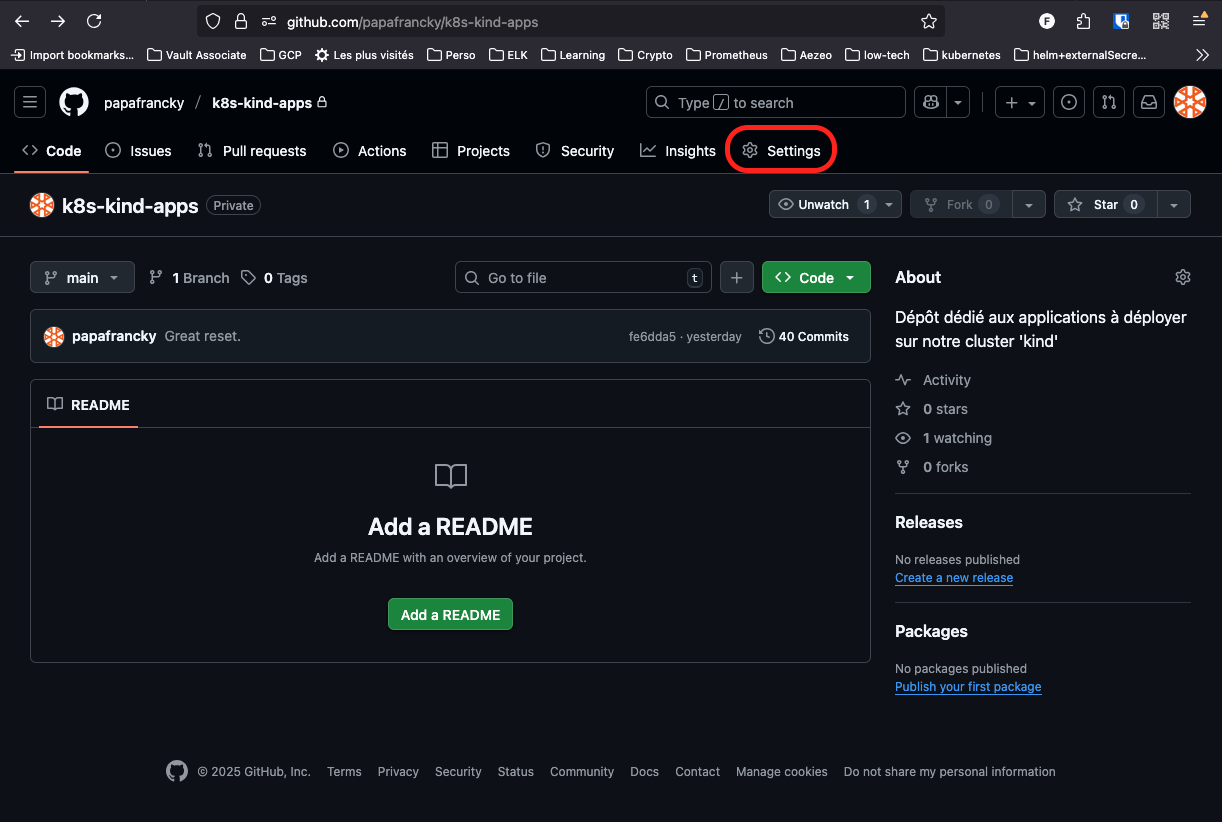 github.com/papafrancky/k8s-kind-apps
F
Import bookmarks... Vault Associate GCP Les plus visités Perso ELK Learning Crypto Prometheus Aezeo low-tech kubernetes helm+externalSecre...
papafrancky / k8s-kind-apps Type / to search
Code Issues Pull requests Actions Projects Security Insights Settings
k8s-kind-apps Private Unwatch 1 Fork 0 Star 0
main 1 Branch 0 Tags Go to file t Code
papafrancky Great reset. fe6dda5 · yesterday 40 Commits
README
Add a README
Add a README with an overview of your project.
Add a README
About
Dépôt dédié aux applications à déployer
sur notre cluster 'kind'
Activity
0 stars
1 watching
0 forks
Releases
No releases published
Create a new release
Packages
No packages published
Publish your first package
© 2025 GitHub, Inc. Terms Privacy Security Status Community Docs Contact Manage cookies Do not share my personal information